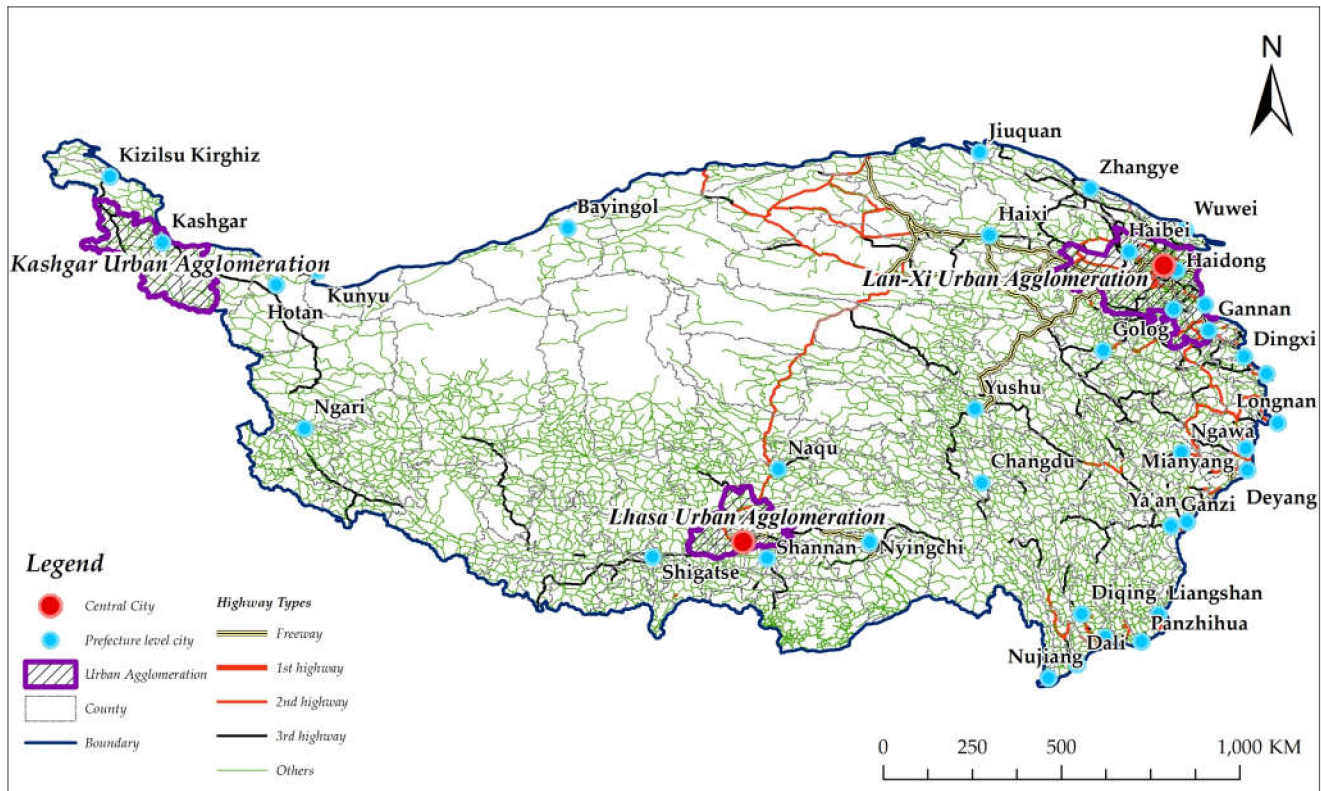 N
Jiuquan
Kizilsu Kirghiz
Zhangye
Bayingol
Haixi
Wuwei
Kashgar
Haibei
Kashgar Urban Agglomeration
Lan-Xi Urban Agglomeration
Haidong
Kunyu
Hotan
Gannan
Golog
Dingxi
Yushu
Ngari
Longnan
Ngawa
Naqu
Changdu
Mianyang
Deyang
Ya'an
Ganzi
Lhasa Urban Agglomeration
Shannan
Nyingchi
Shigatse
Diqing
Liangshan
Panzhihua
Dali
Nujiang
Legend
Central City
Prefecture level city
Urban Agglomeration
County
Boundary
Highway Types
Freeway
1st highway
2nd highway
3rd highway
Others
0 250 500 1,000 KM